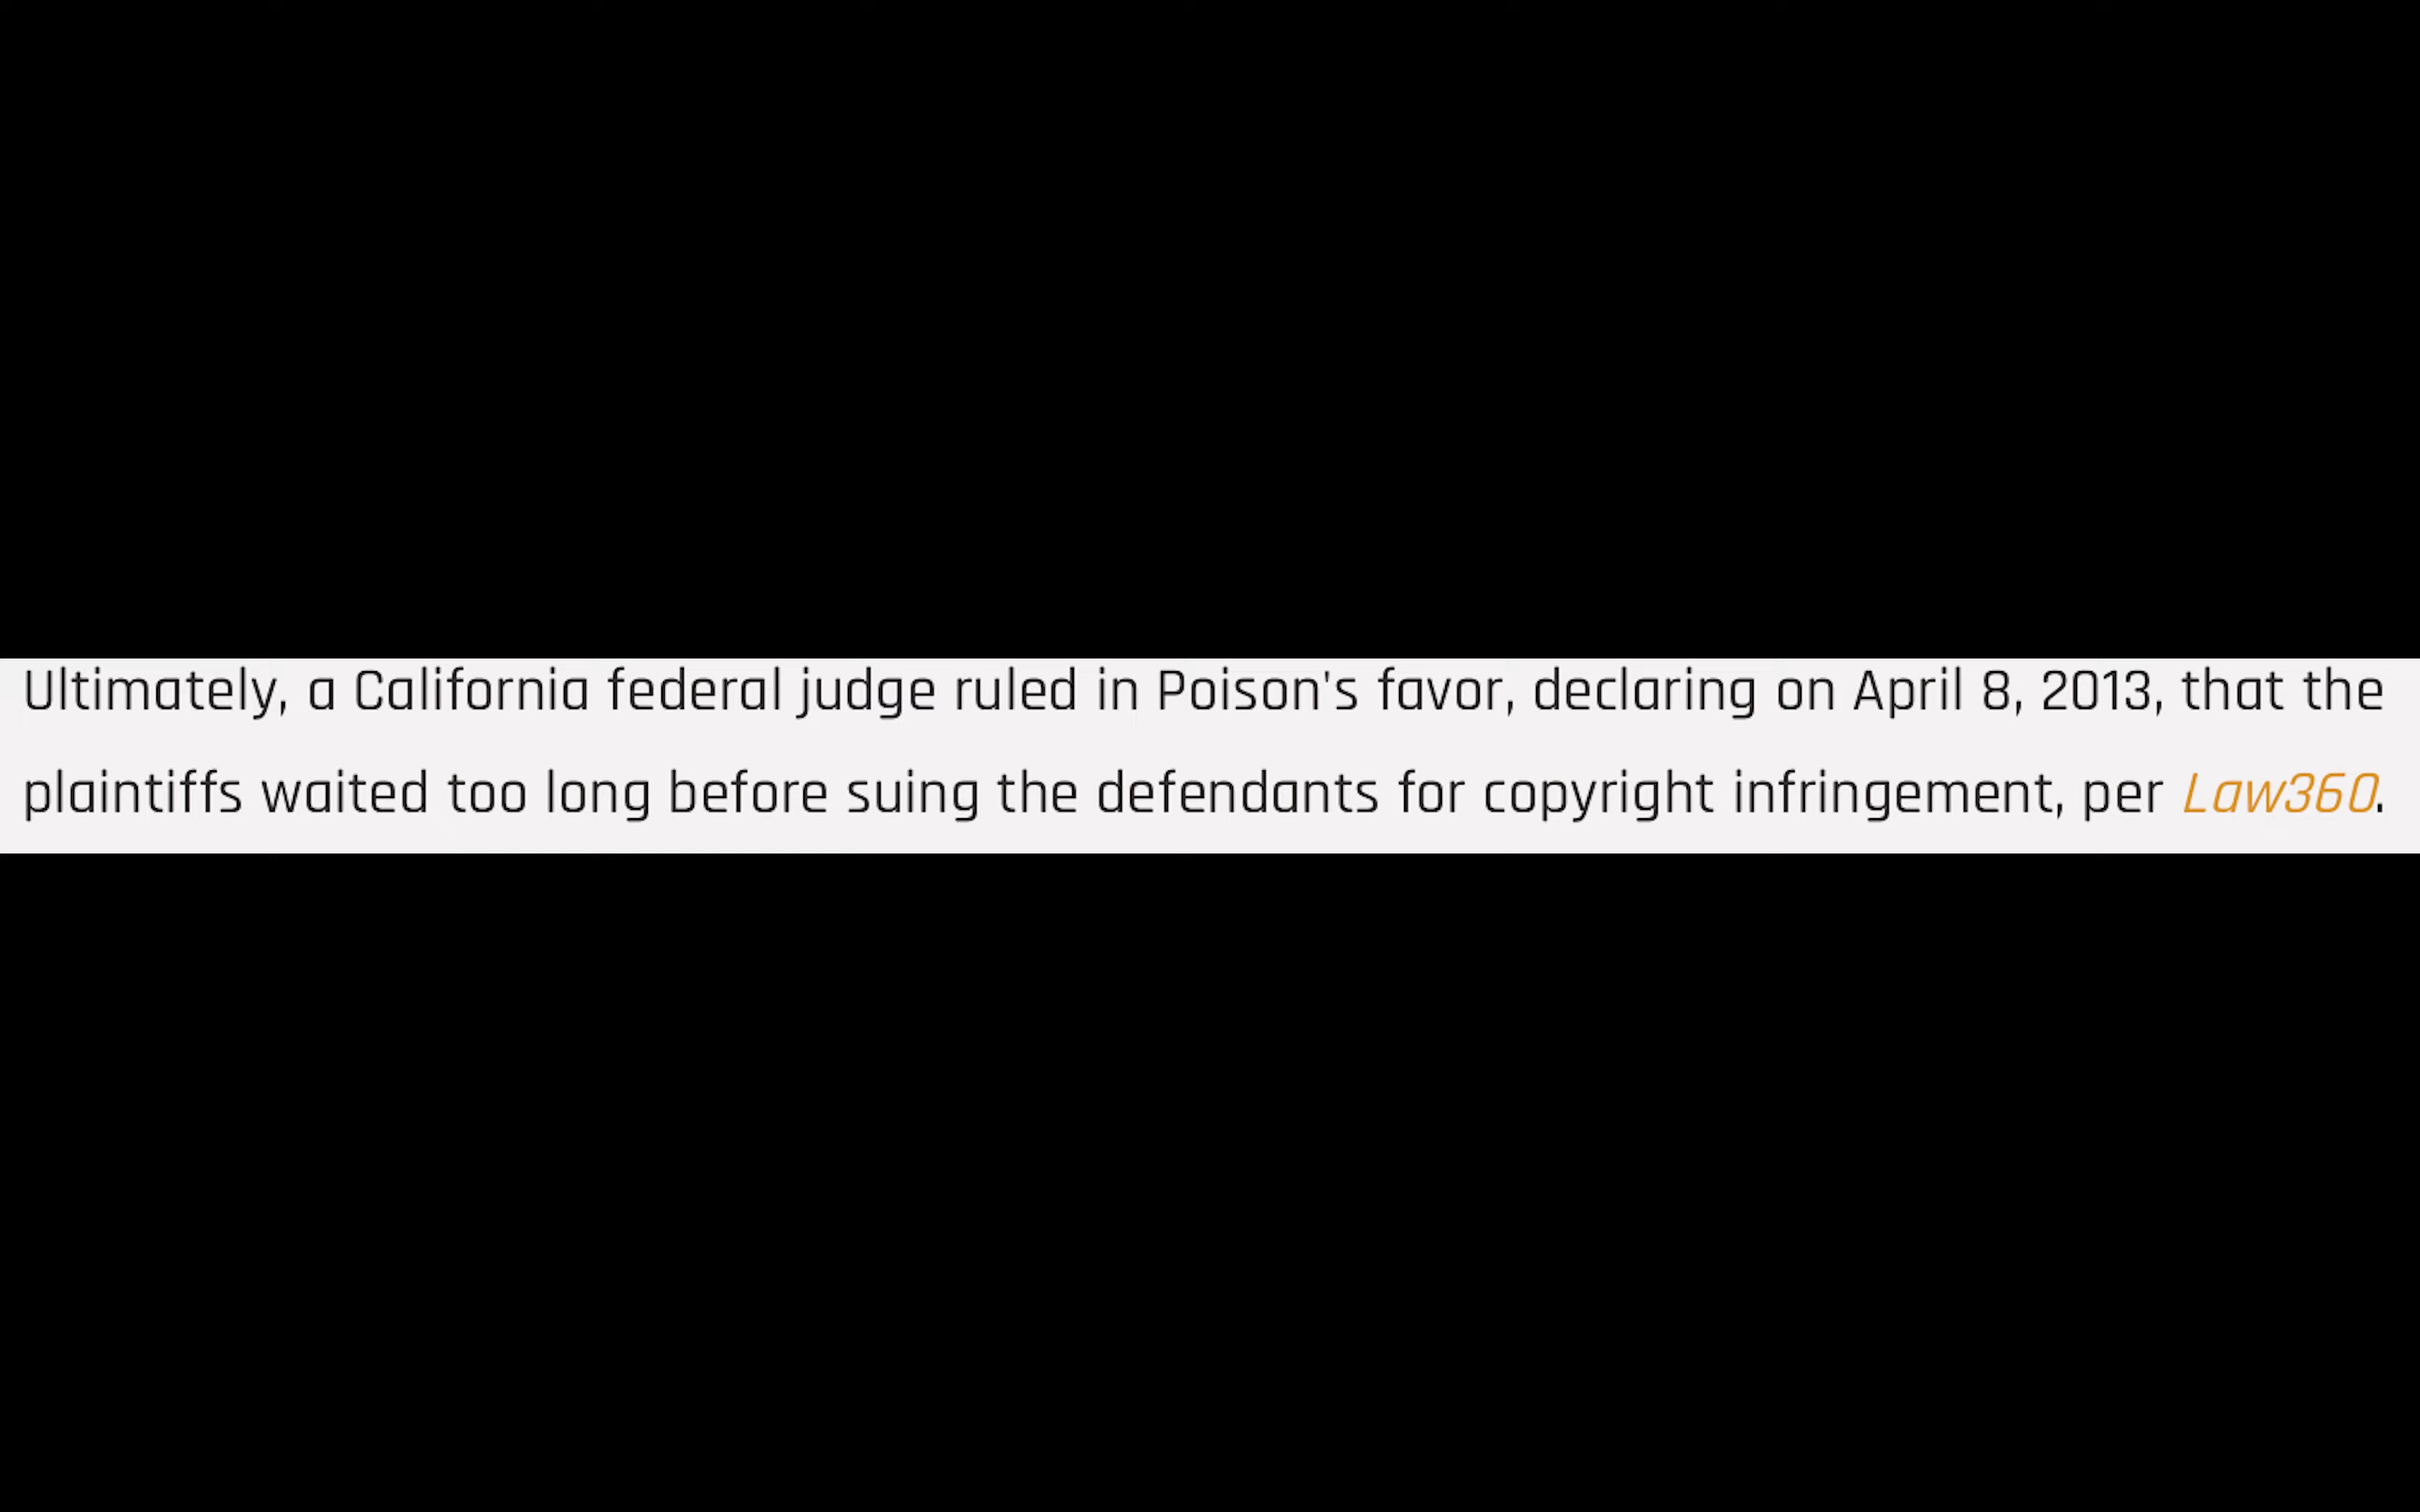 Ultimately, a California federal judge ruled in Poison's favor, declaring on April 8, 2013, that the
plaintiffs waited too long before suing the defendants for copyright infringement, per Law360.